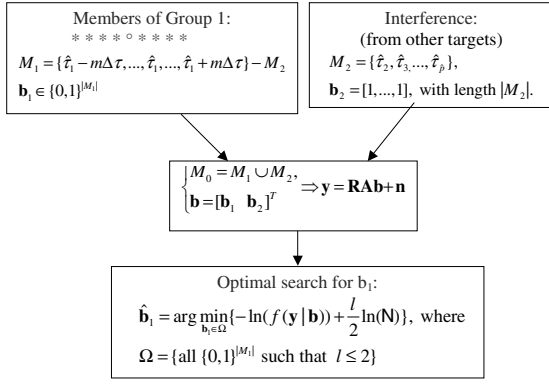 Members of Group 1:
* * * * ° * * * *
M₁ = {τ̂₁ − mΔτ,...,τ̂₁,...,τ̂₁ + mΔτ} − M₂
b₁ ∈ {0,1}^|M₁|
Interference:
(from other targets)
M₂ = {τ̂₂, τ̂₃,..., τ̂_p̂},
b₂ = [1,...,1], with length |M₂|.
{M₀ = M₁ ∪ M₂,
b = [b₁ b₂]^T ⇒ y = RAb + n
Optimal search for b₁:
b̂₁ = arg min_{b₁∈Ω} {−ln(f(y | b)) + l/2 ln(N)}, where
Ω = {all {0,1}^|M₁| such that l ≤ 2}